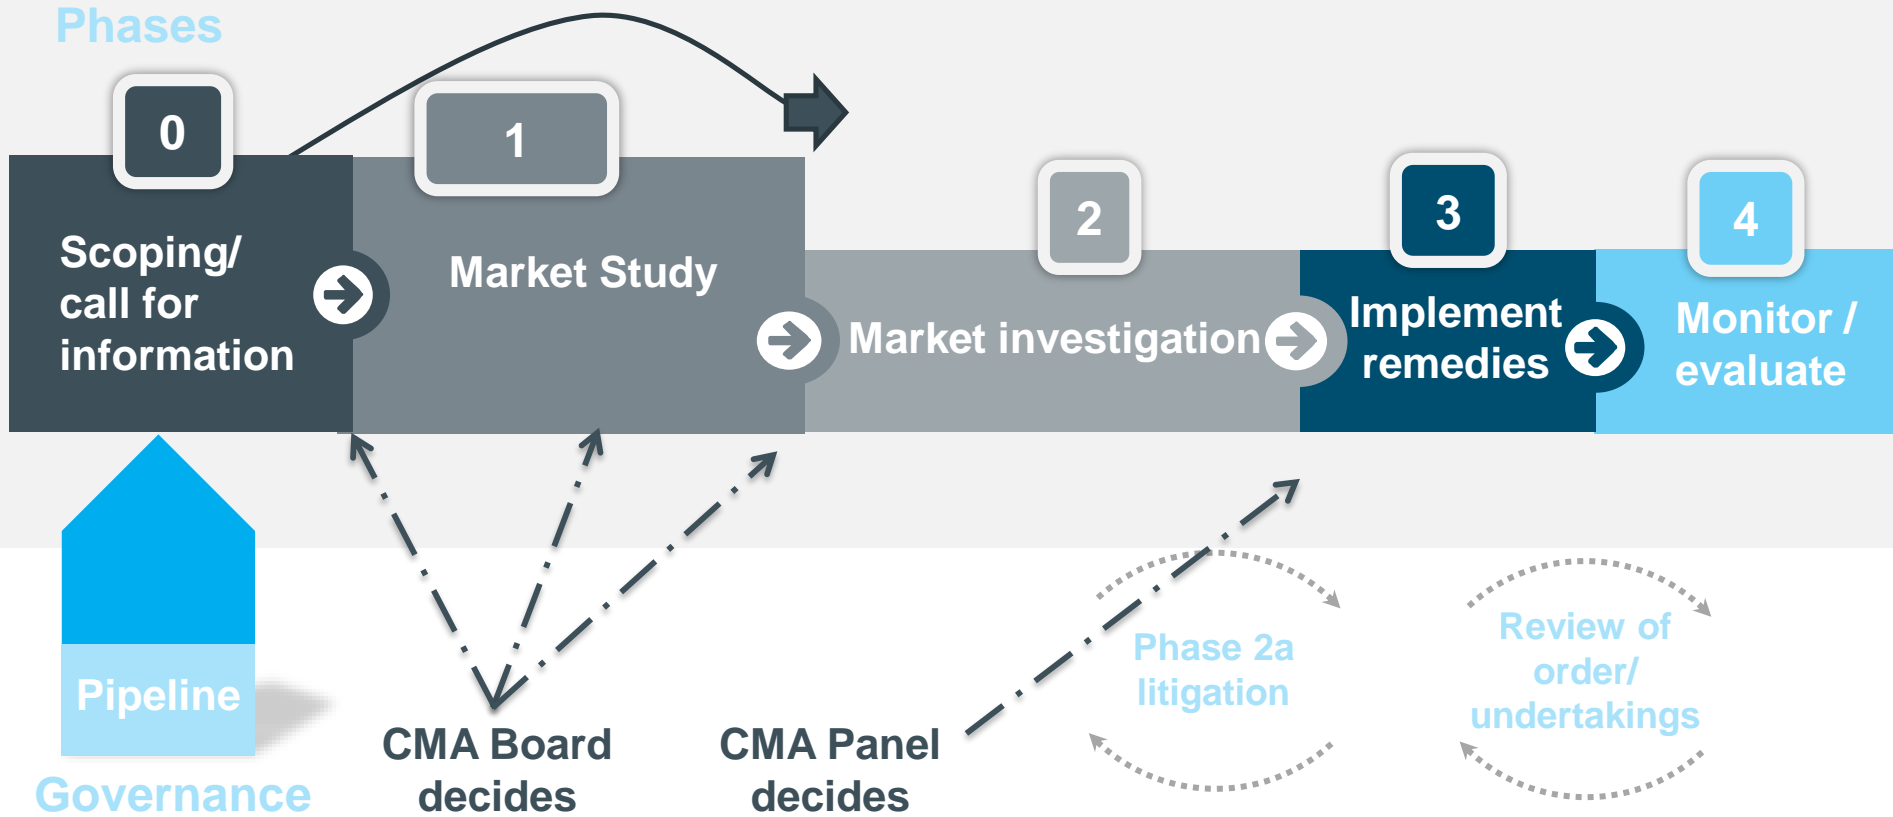 Phases
0
1
2
3
4
Scoping/
call for
information
Market Study
Market investigation
Implement
remedies
Monitor /
evaluate
Pipeline
Governance
CMA Board
decides
CMA Panel
decides
Phase 2a
litigation
Review of
order/
undertakings